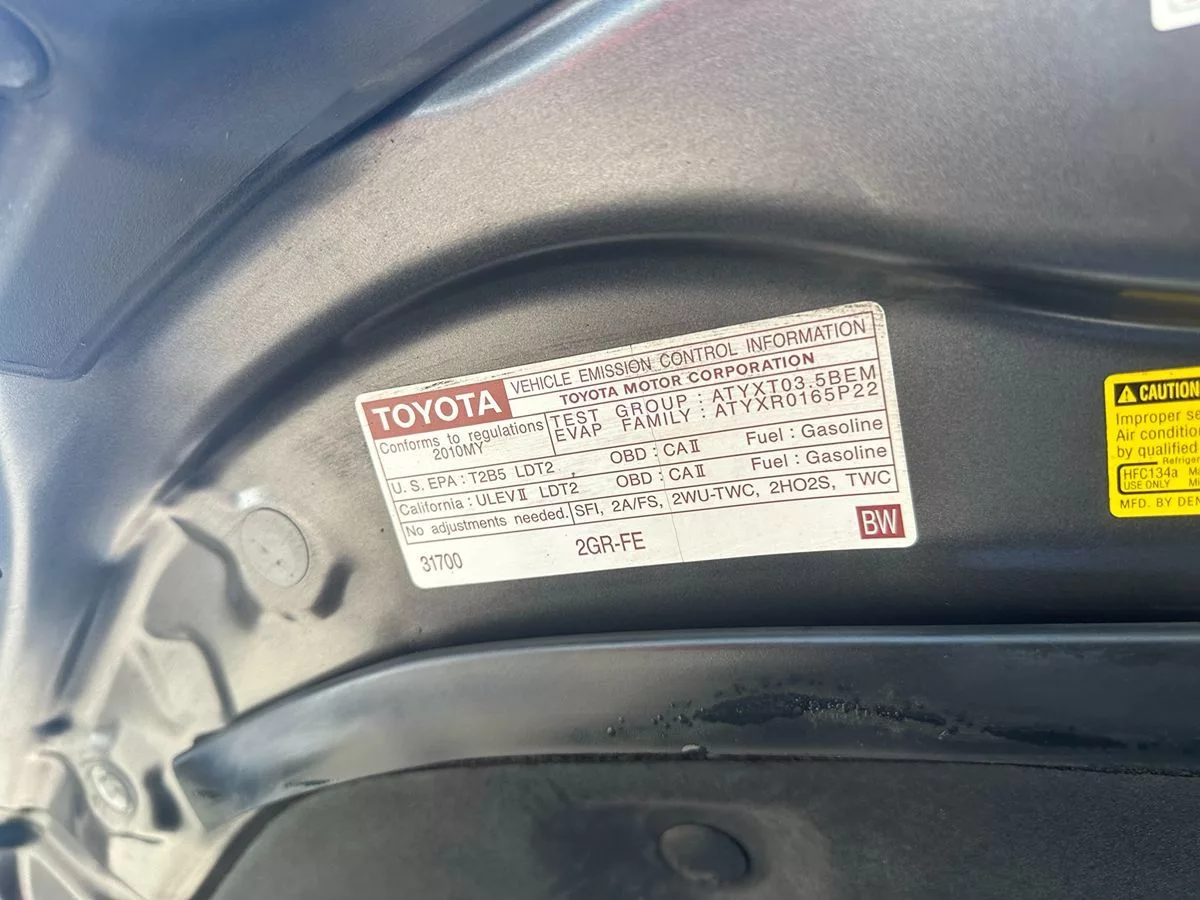 TOYOTA
VEHICLE EMISSION CONTROL INFORMATION
TOYOTA MOTOR CORPORATION
Conforms to regulations
2010MY
TEST GROUP : ATYXT03.5BEM
EVAP FAMILY : ATYXR0165P22
U.S. EPA : T2B5 LDT2 OBD : CAⅡ Fuel : Gasoline
California : ULEVⅡ LDT2 OBD : CAⅡ Fuel : Gasoline
No adjustments needed. SFI, 2A/FS, 2WU-TWC, 2HO2S, TWC
31700 2GR-FE BW
CAUTION
Improper
Air
by qualified
HFC134a
USE ONLY
MFD. BY